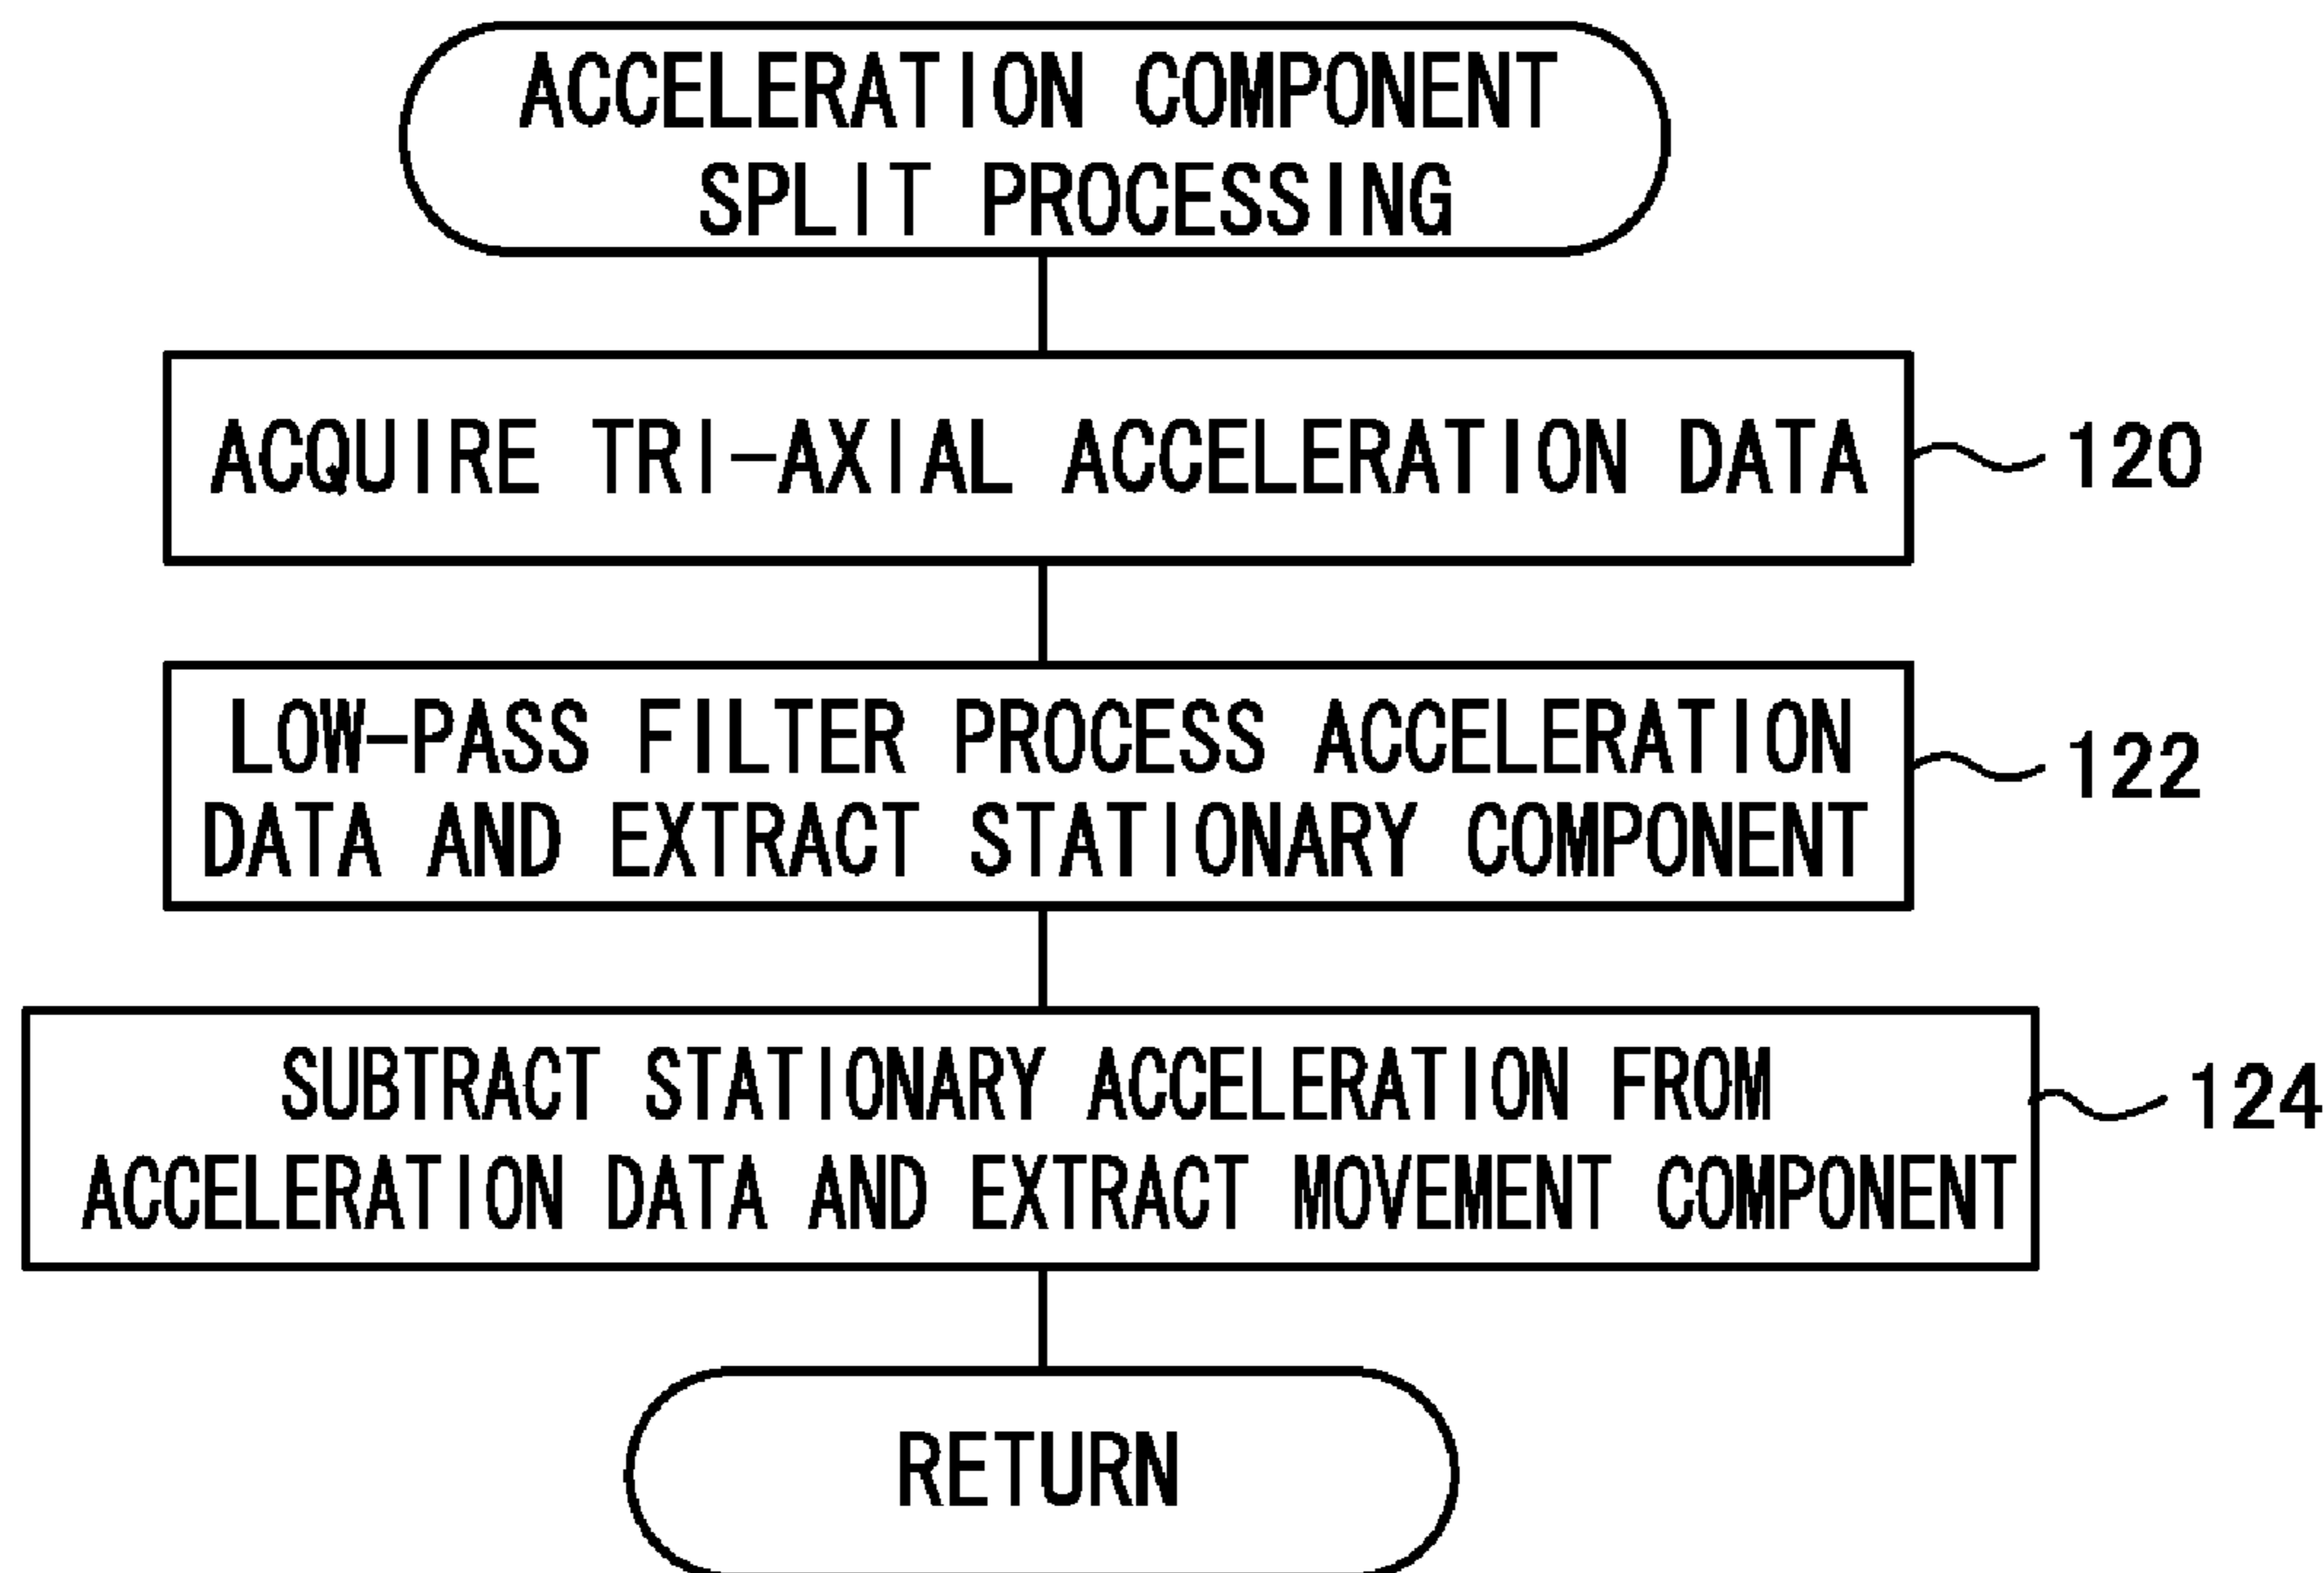 ACCELERATION COMPONENT
SPLIT PROCESSING
ACQUIRE TRI-AXIAL ACCELERATION DATA
120
LOW-PASS FILTER PROCESS ACCELERATION
DATA AND EXTRACT STATIONARY COMPONENT
122
SUBTRACT STATIONARY ACCELERATION FROM
ACCELERATION DATA AND EXTRACT MOVEMENT COMPONENT
124
RETURN